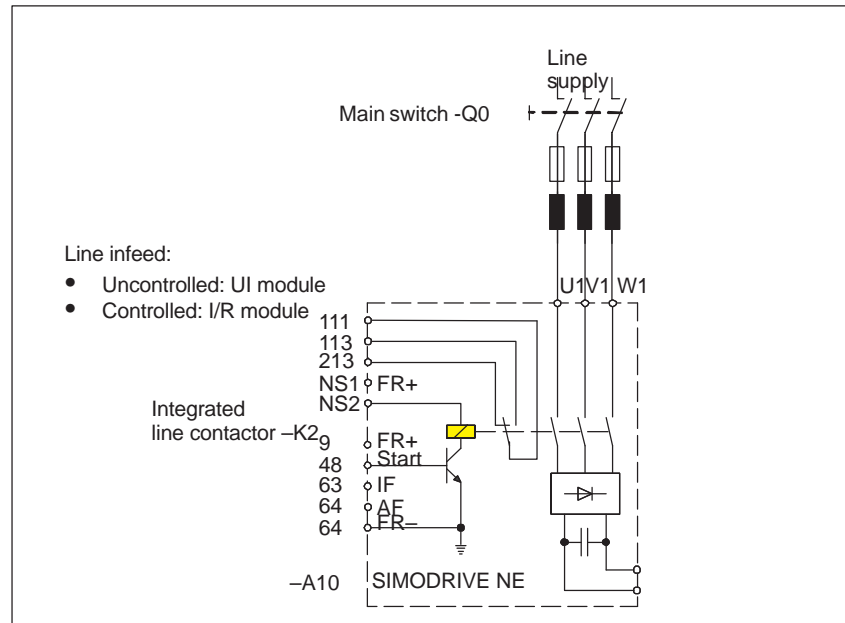 Line
supply
Main switch -Q0
Line infeed:
● Uncontrolled: UI module
● Controlled: I/R module
U1 V1 W1
111
113
213
NS1 FR+
NS2
Integrated
line contactor –K2
9 FR+
48 Start
63 IF
64 AF
64 FR–
–A10 SIMODRIVE NE